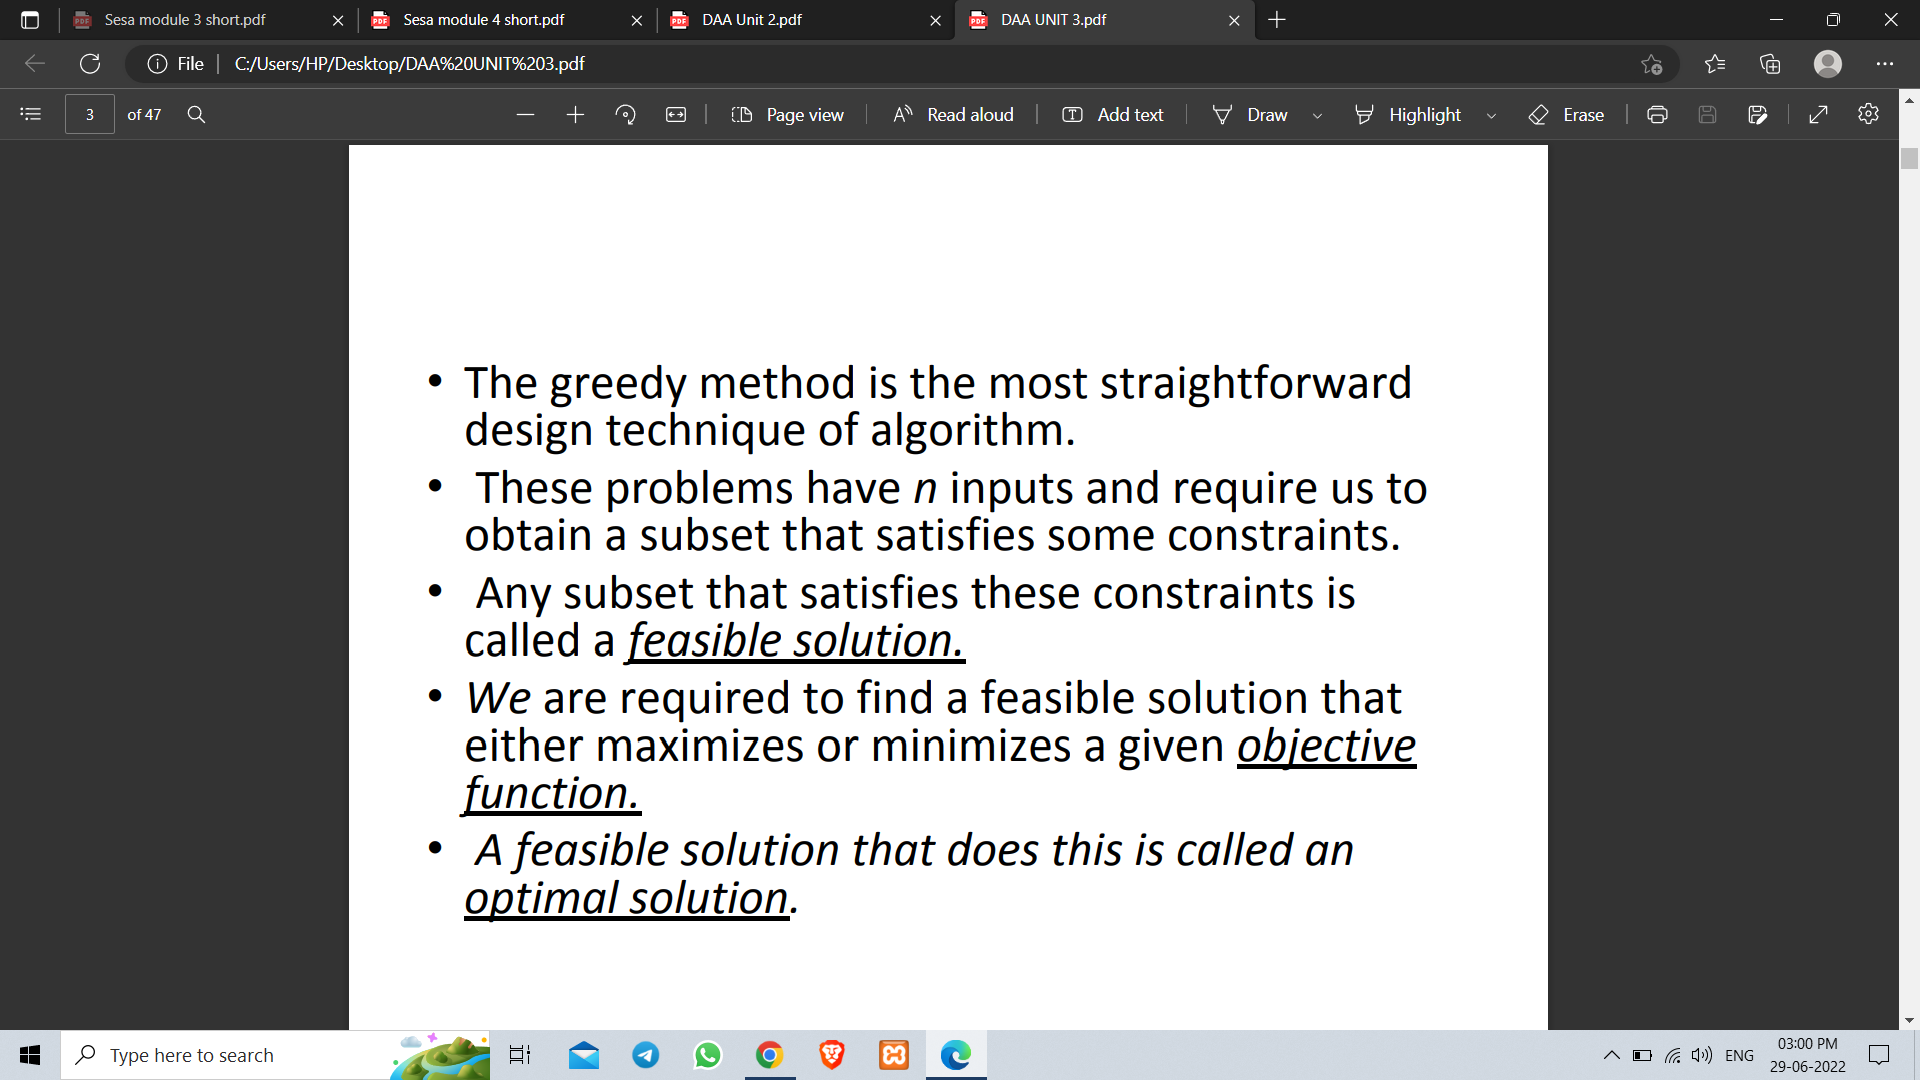 Sesa module 3 short.pdf
Sesa module 4 short.pdf
DAA Unit 2.pdf
DAA UNIT 3.pdf
File
C:/Users/HP/Desktop/DAA%20UNIT%203.pdf
3 of 47
Page view
Read aloud
Add text
Draw
Highlight
Erase
• The greedy method is the most straightforward
design technique of algorithm.
• These problems have n inputs and require us to
obtain a subset that satisfies some constraints.
• Any subset that satisfies these constraints is
called a feasible solution.
• We are required to find a feasible solution that
either maximizes or minimizes a given objective
function.
• A feasible solution that does this is called an
optimal solution.
Type here to search
ENG
03:00 PM
29-06-2022